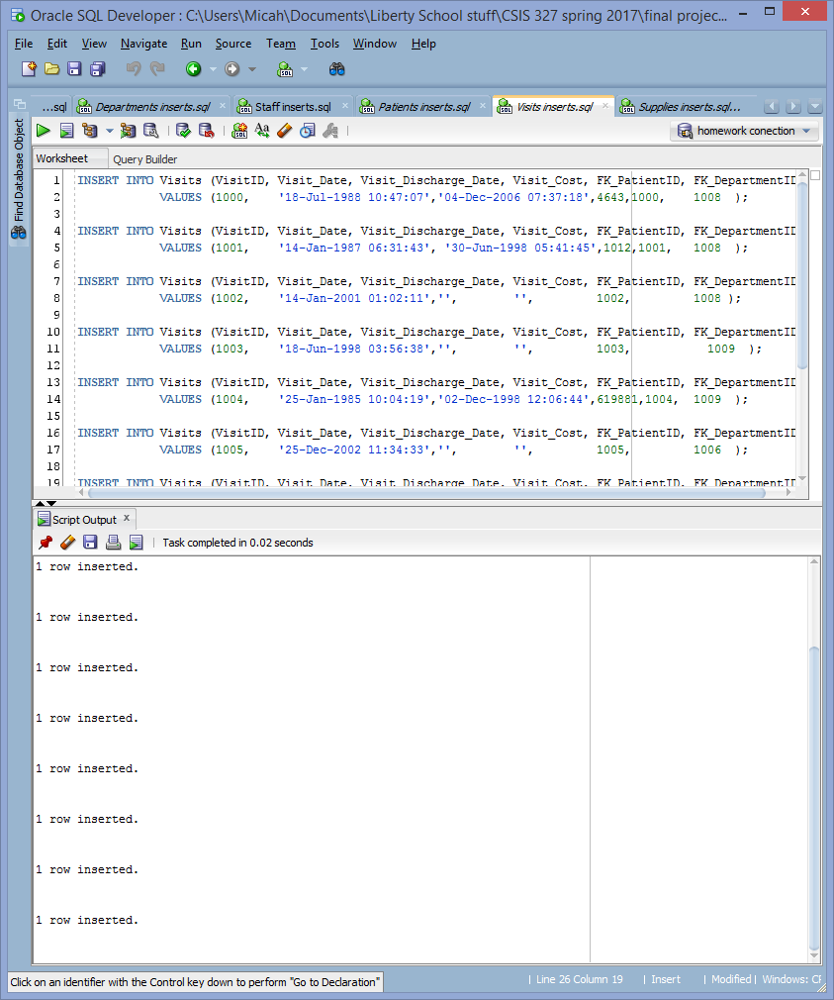 Oracle SQL Developer : C:\Users\Micah\Documents\Liberty School stuff\CSIS 327 spring 2017\final projec...
File Edit View Navigate Run Source Team Tools Window Help
...sql Departments inserts.sql Staff inserts.sql Patients inserts.sql Visits inserts.sql Supplies inserts.sql...
homework conection
Find Database Object
Worksheet Query Builder
1 INSERT INTO Visits (VisitID, Visit_Date, Visit_Discharge_Date, Visit_Cost, FK_PatientID, FK_DepartmentID
2 VALUES (1000, '18-Jul-1988 10:47:07','04-Dec-2006 07:37:18',4643,1000, 1008 );
3
4 INSERT INTO Visits (VisitID, Visit_Date, Visit_Discharge_Date, Visit_Cost, FK_PatientID, FK_DepartmentID
5 VALUES (1001, '14-Jan-1987 06:31:43', '30-Jun-1998 05:41:45',1012,1001, 1008 );
6
7 INSERT INTO Visits (VisitID, Visit_Date, Visit_Discharge_Date, Visit_Cost, FK_PatientID, FK_DepartmentID
8 VALUES (1002, '14-Jan-2001 01:02:11','', '', 1002, 1008 );
9
10 INSERT INTO Visits (VisitID, Visit_Date, Visit_Discharge_Date, Visit_Cost, FK_PatientID, FK_DepartmentID
11 VALUES (1003, '18-Jun-1998 03:56:38','', '', 1003, 1009 );
12
13 INSERT INTO Visits (VisitID, Visit_Date, Visit_Discharge_Date, Visit_Cost, FK_PatientID, FK_DepartmentID
14 VALUES (1004, '25-Jan-1985 10:04:19','02-Dec-1998 12:06:44',619881,1004, 1009 );
15
16 INSERT INTO Visits (VisitID, Visit_Date, Visit_Discharge_Date, Visit_Cost, FK_PatientID, FK_DepartmentID
17 VALUES (1005, '25-Dec-2002 11:34:33','', '', 1005, 1006 );
18
19 INSERT INTO Visits (VisitID, Visit_Date, Visit_Discharge_Date, Visit_Cost, FK_PatientID, FK_DepartmentID
Script Output x
Task completed in 0.02 seconds
1 row inserted.
1 row inserted.
1 row inserted.
1 row inserted.
1 row inserted.
1 row inserted.
1 row inserted.
1 row inserted.
Click on an identifier with the Control key down to perform "Go to Declaration"
Line 26 Column 19 | Insert | Modified | Windows: CR